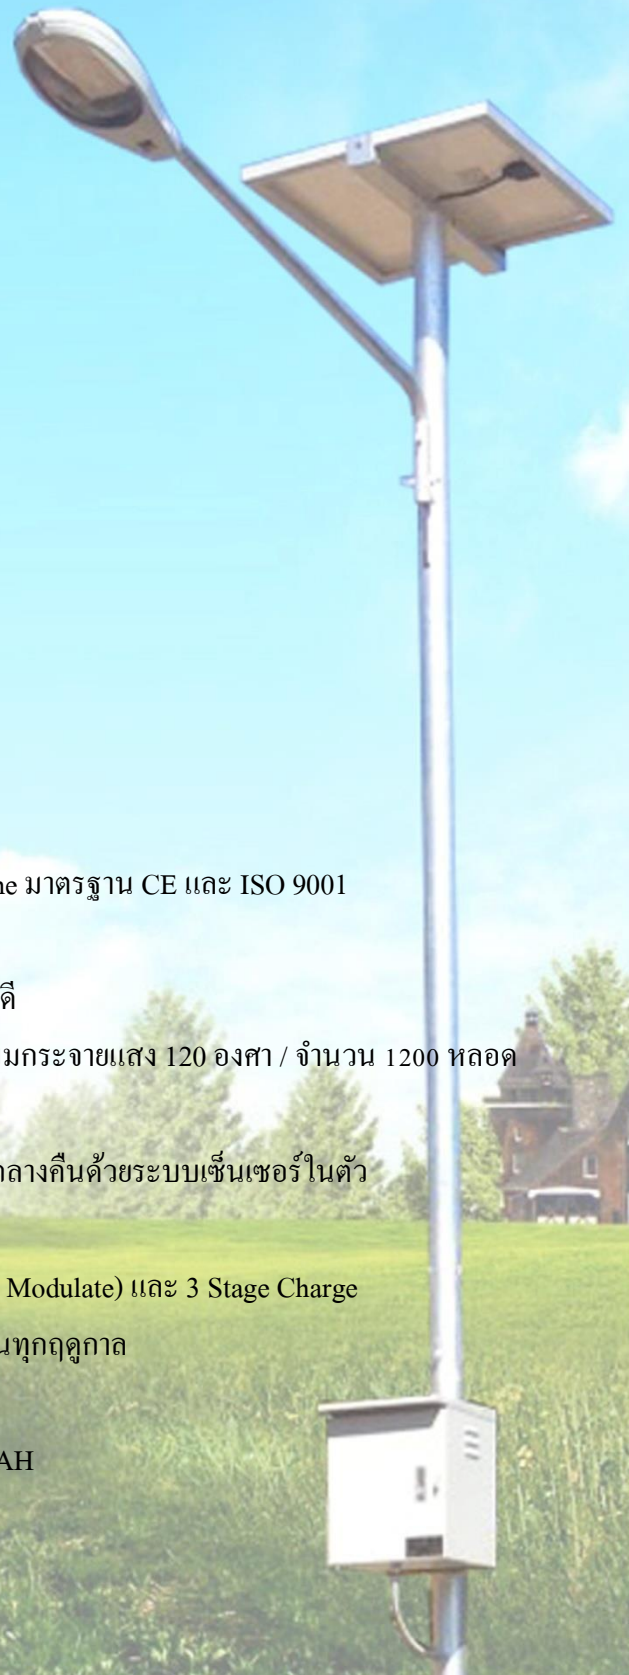 ne มาตรฐาน CE และ ISO 9001
ดี
มกระจายแสง 120 องศา / จำนวน 1200 หลอด
กลางคืนด้วยระบบเซ็นเซอร์ในตัว
Modulate) และ 3 Stage Charge
นทุกฤดูกาล
AH